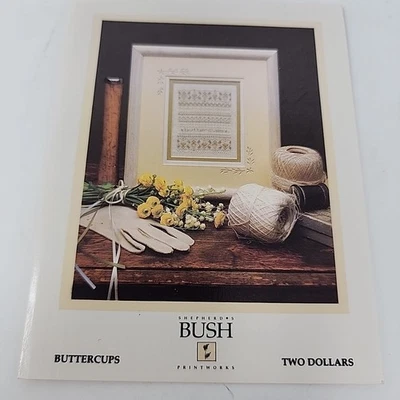 SHEPHERD•S
BUSH
PRINTWORKS
BUTTERCUPS
TWO DOLLARS